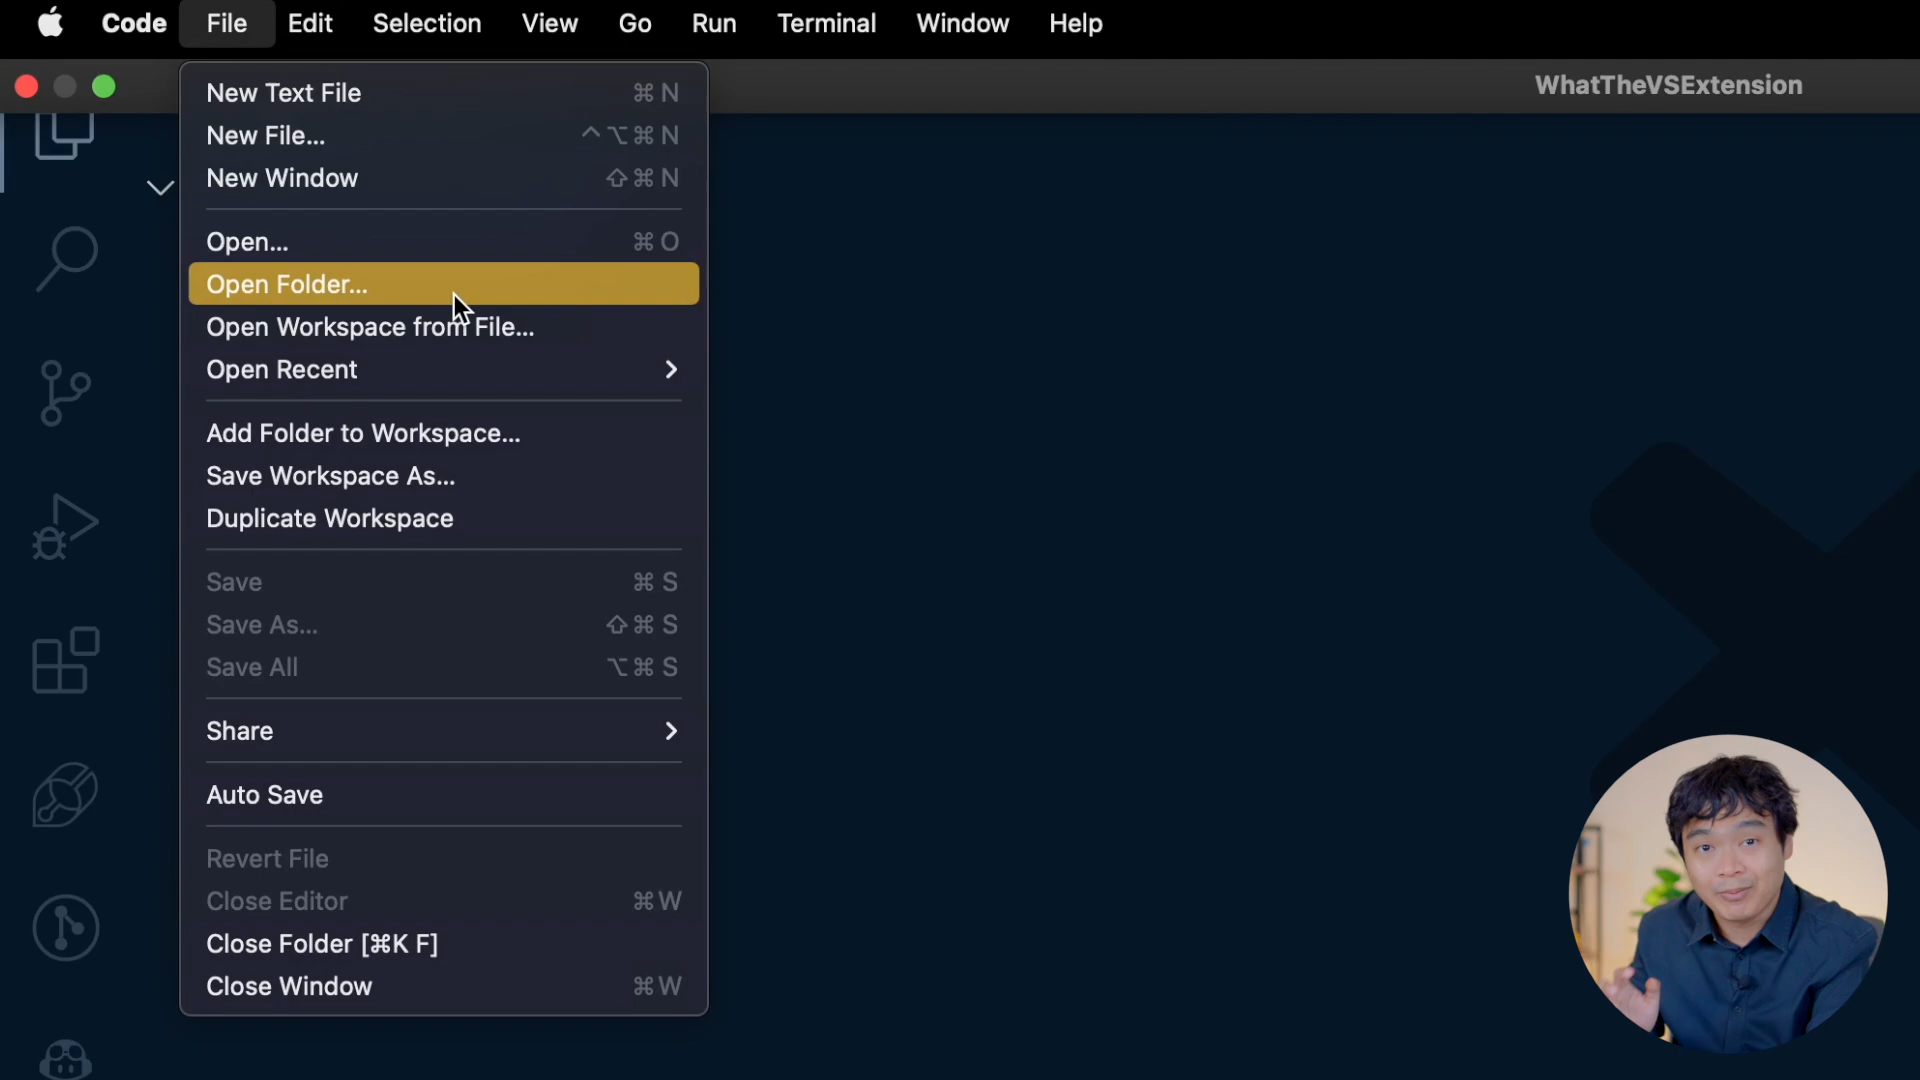 Code File Edit Selection View Go Run Terminal Window Help
WhatTheVSExtension
New Text File ⌘ N
New File... ^⌥⌘ N
New Window ⇧⌘ N
Open... ⌘ O
Open Folder...
Open Workspace from File...
Open Recent
Add Folder to Workspace...
Save Workspace As...
Duplicate Workspace
Save ⌘ S
Save As... ⇧⌘ S
Save All ⌥⌘ S
Share
Auto Save
Revert File
Close Editor ⌘W
Close Folder [⌘K F]
Close Window ⌘W